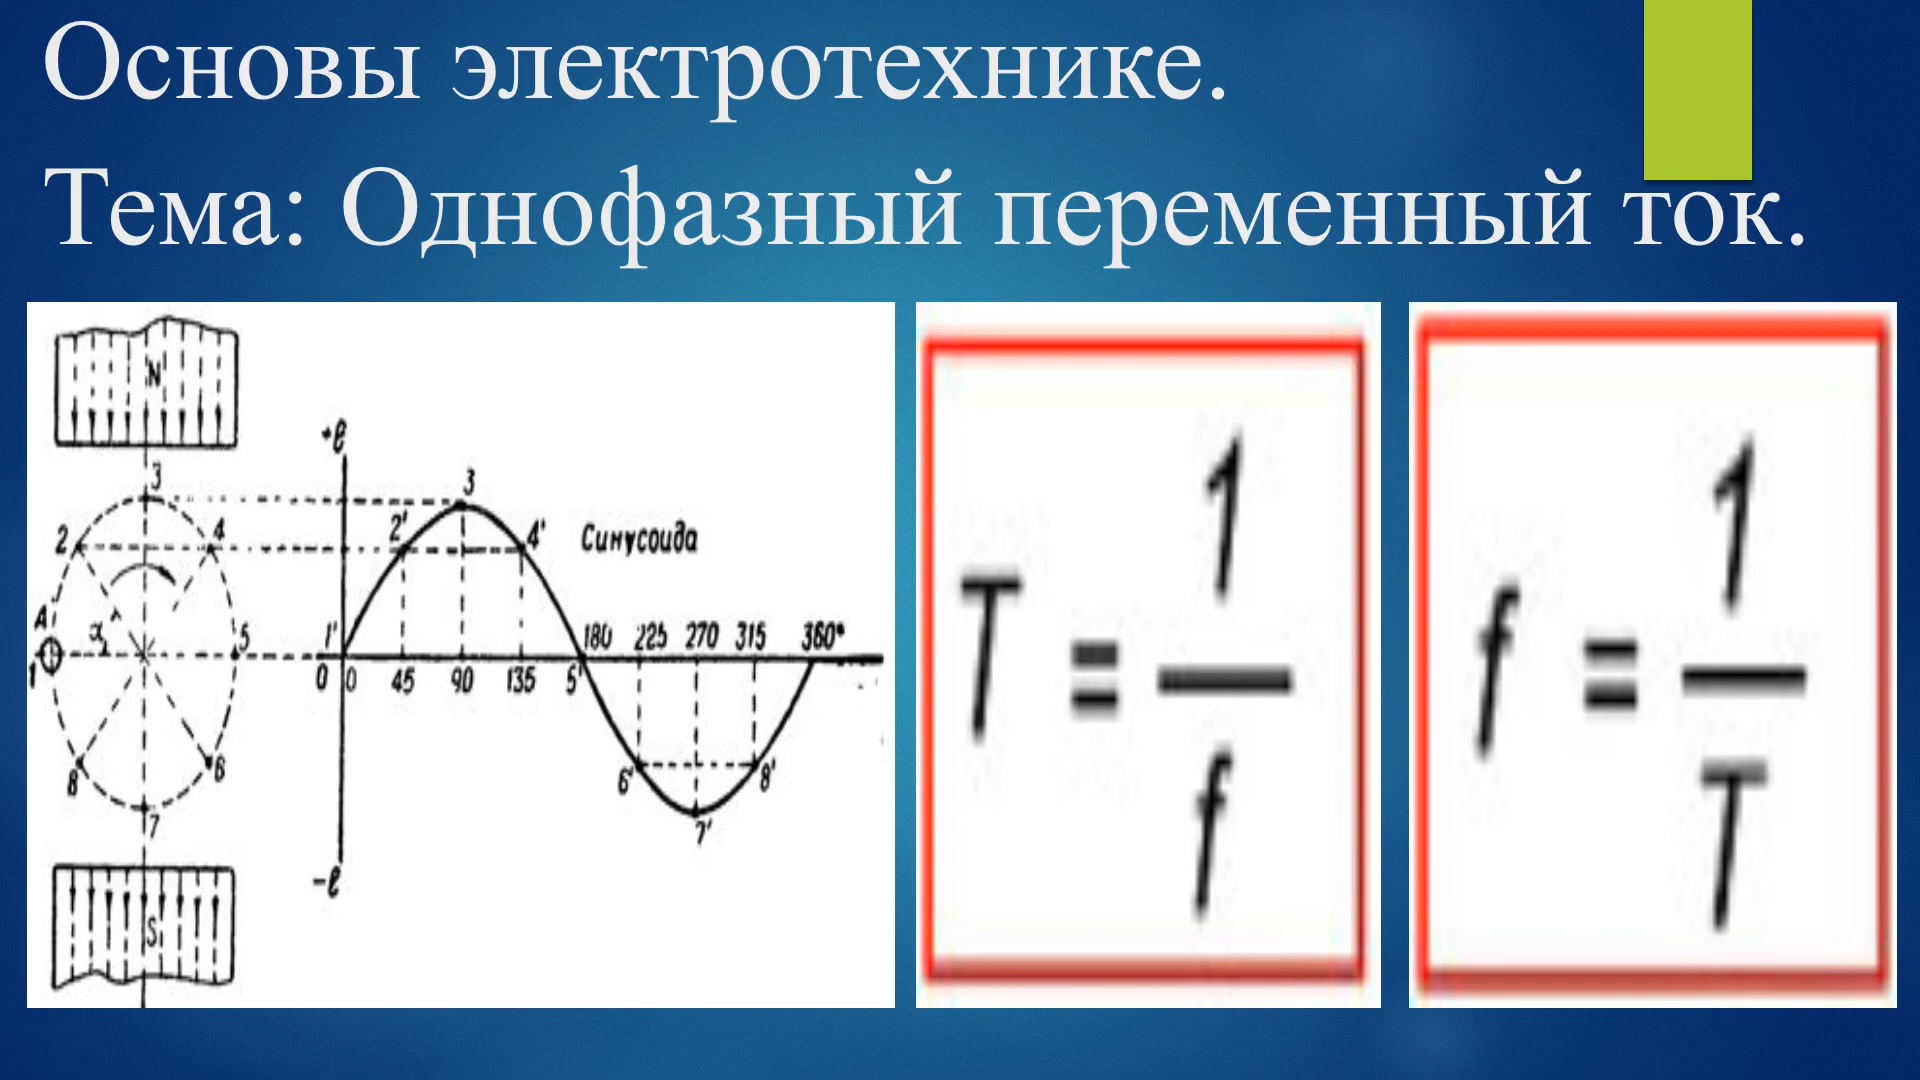 Основы электротехнике.
Тема: Однофазный переменный ток.
N
+e
3
3
2
4
2'
4'
Синусоида
A
α
1
1'
5
180 225 270 315 360°
0 0 45 90 135 5'
8
6
6'
8'
7
7'
-e
S
T = 1
f
f = 1
T